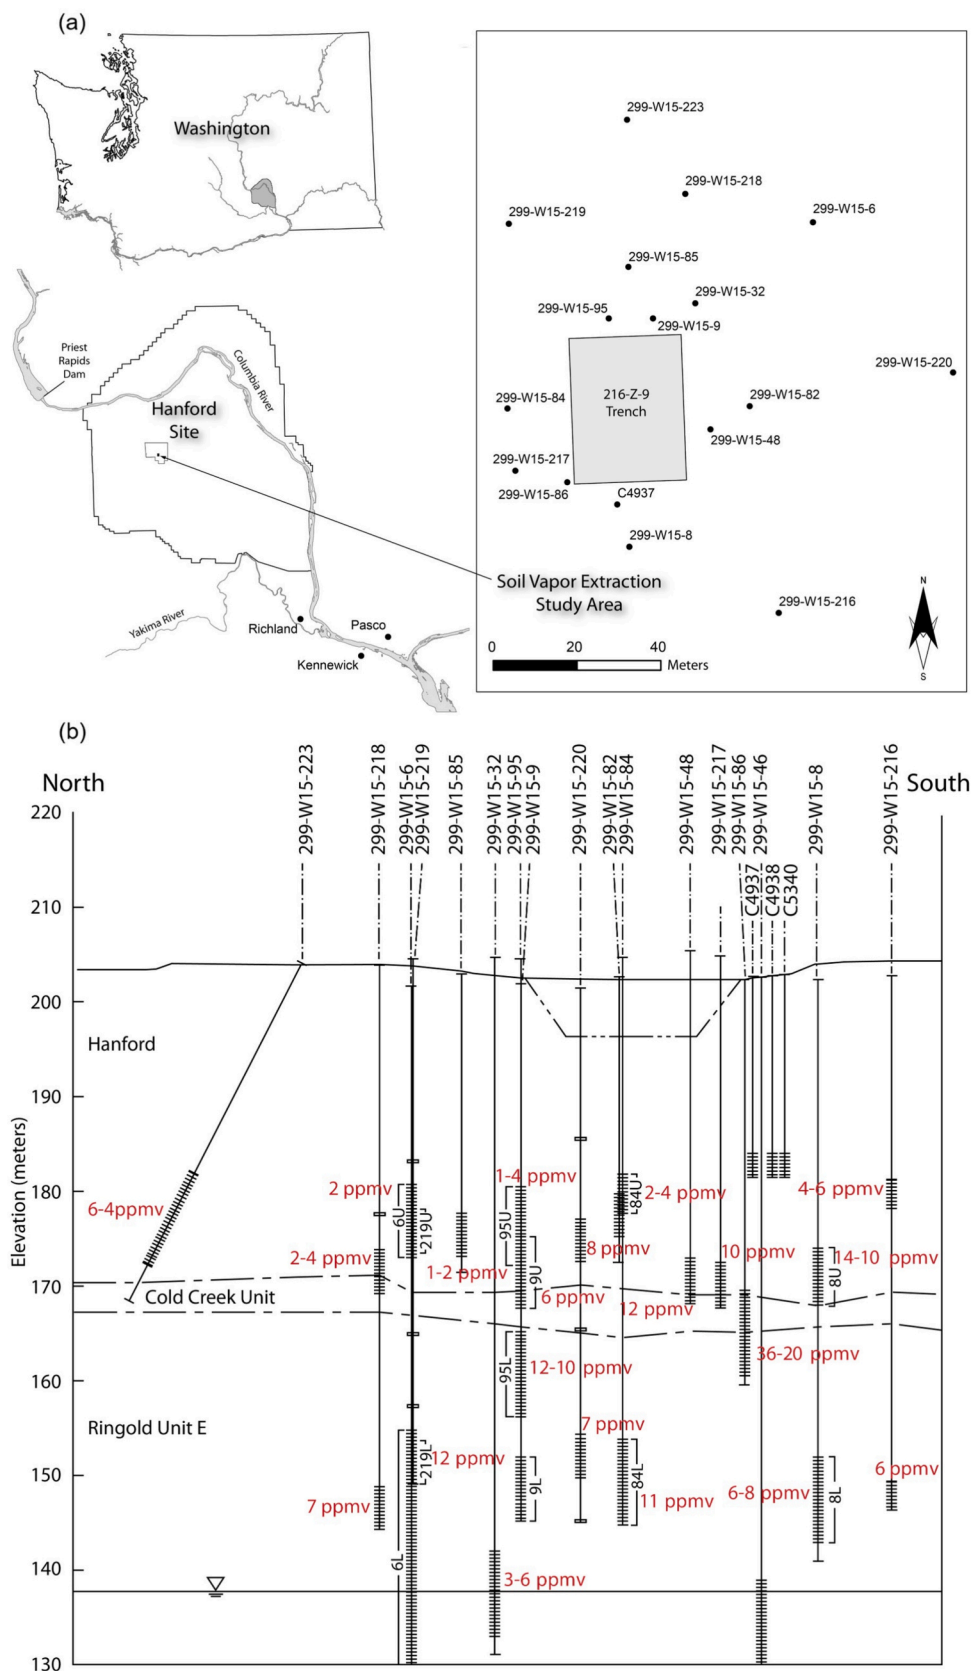 (a)
Washington
Priest
Rapids
Dam
Columbia River
Hanford
Site
Yakima River
Richland
Pasco
Kennewick
299-W15-223
299-W15-218
299-W15-219
299-W15-6
299-W15-85
299-W15-32
299-W15-95
299-W15-9
299-W15-220
216-Z-9
Trench
299-W15-84
299-W15-82
299-W15-48
299-W15-217
299-W15-86
C4937
299-W15-8
Soil Vapor Extraction
Study Area
299-W15-216
N
S
0 20 40 Meters
(b)
North
South
299-W15-223
299-W15-218
299-W15-6
299-W15-219
299-W15-85
299-W15-32
299-W15-95
299-W15-9
299-W15-220
299-W15-82
299-W15-84
299-W15-48
299-W15-217
299-W15-86
C4937
299-W15-46
C4938
C5340
299-W15-8
299-W15-216
Elevation (meters)
220
210
200
190
180
170
160
150
140
130
Hanford
Cold Creek Unit
Ringold Unit E
6-4ppmv
2 ppmv
2-4 ppmv
7 ppmv
6U
219U
219L
6L
12 ppmv
1-2 ppmv
1-4 ppmv
95U
9U
6 ppmv
95L
12-10 ppmv
9L
3-6 ppmv
8 ppmv
7 ppmv
84U
2-4 ppmv
84L
11 ppmv
12 ppmv
10 ppmv
36-20 ppmv
8U
14-10 ppmv
6-8 ppmv
8L
4-6 ppmv
6 ppmv